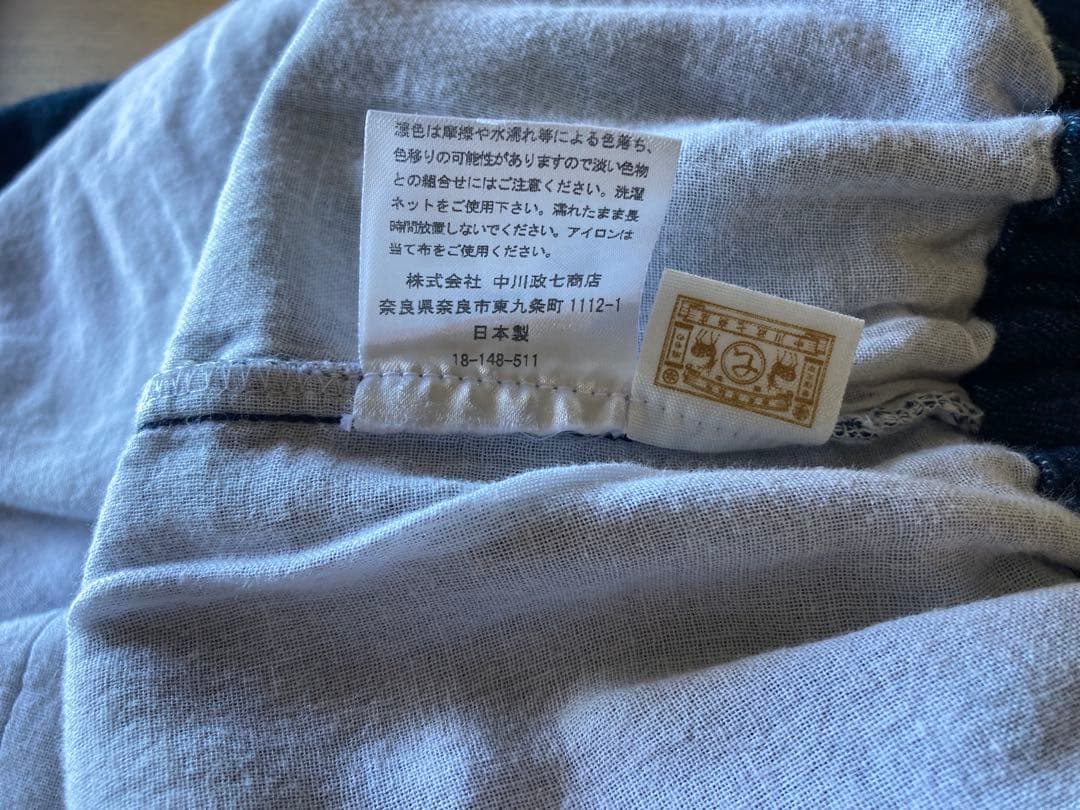 濃色は摩擦や水濡れ等による色落ち、
色移りの可能性がありますので淡い色物
との組合せにはご注意ください。洗濯
ネットをご使用下さい。濡れたまま長
時間放置しないでください。アイロンは
当て布をご使用ください。
株式会社 中川政七商店
奈良県奈良市東九条町 1112-1
日本製
18-148-511